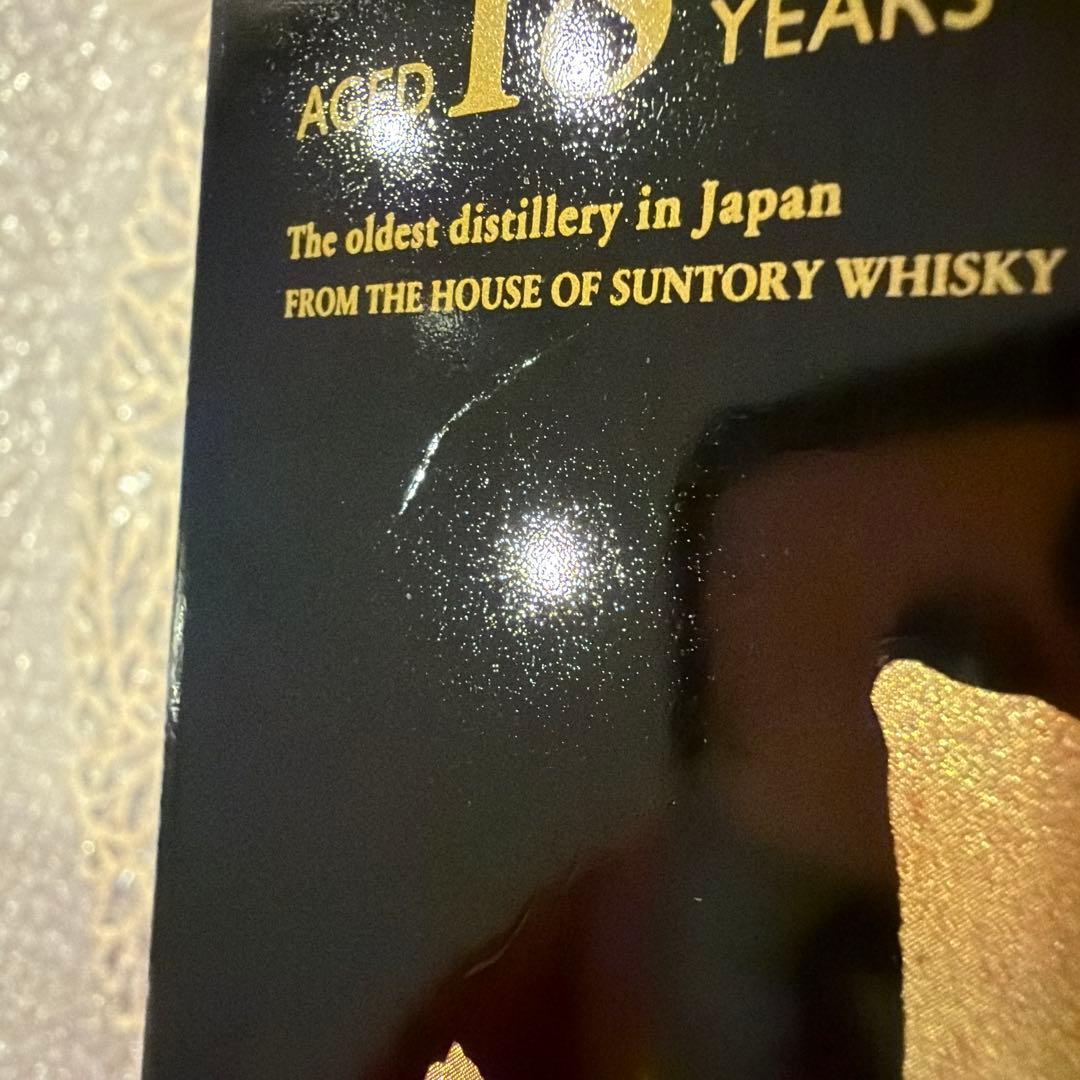 AGED 18 YEARS
The oldest distillery in Japan
FROM THE HOUSE OF SUNTORY WHISKY